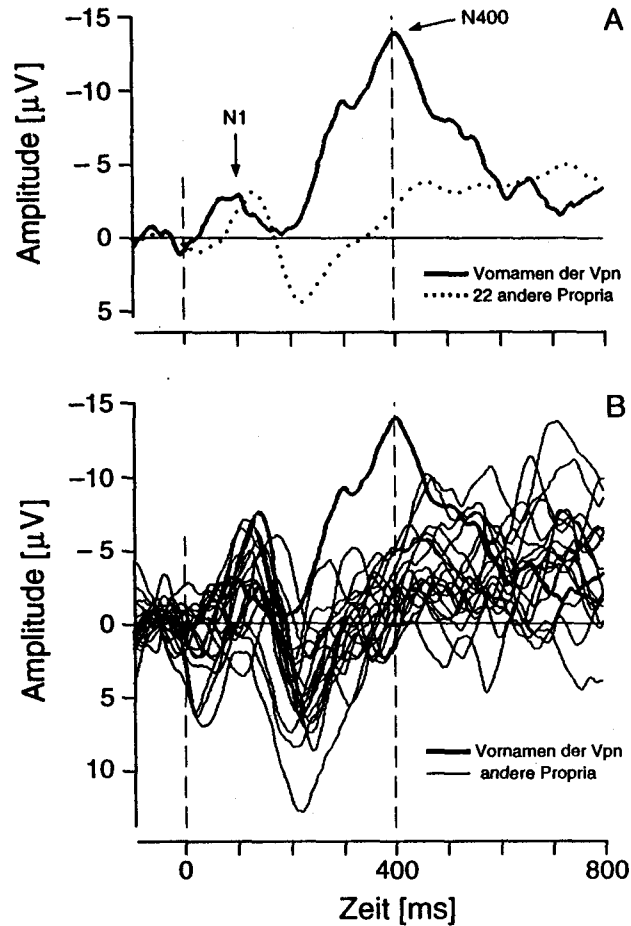 A
N400
N1
−15
−10
−5
0
5
Amplitude [µV]
Vornamen der Vpn
22 andere Propria
B
−15
−10
−5
0
5
10
Amplitude [µV]
Vornamen der Vpn
andere Propria
0 400 800
Zeit [ms]